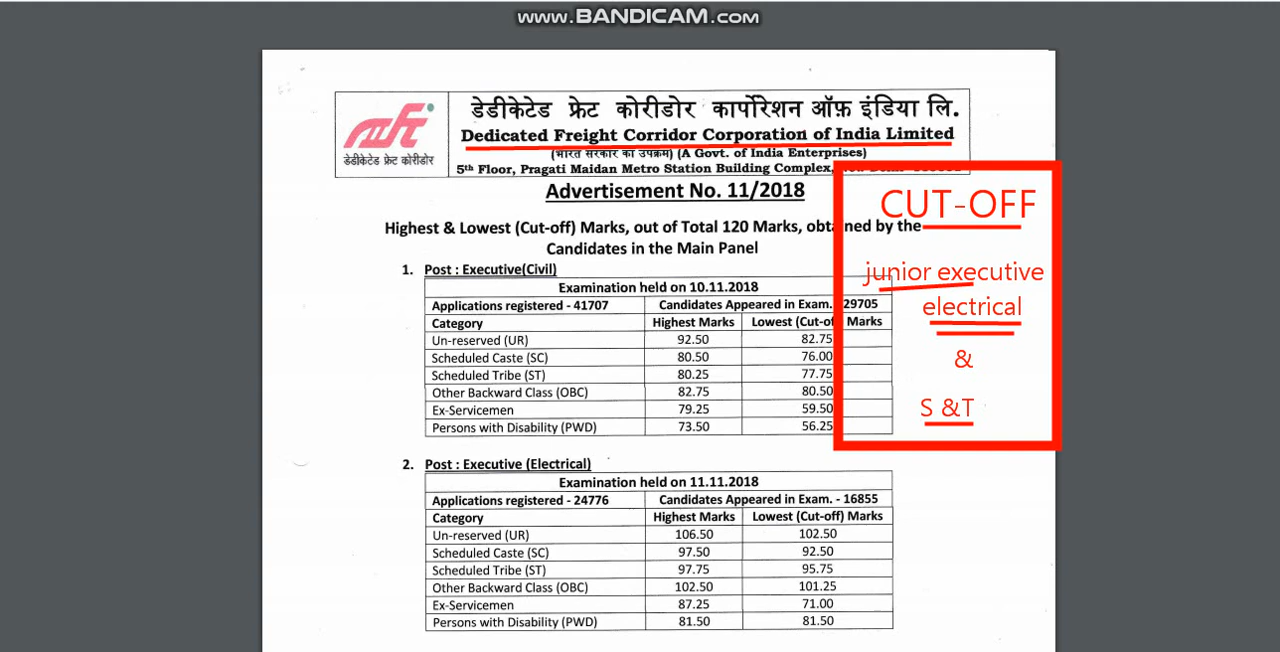 www.BANDICAM.com
डेडीकेटेड फ्रेट कोरीडोर कार्पोरेशन ऑफ़ इंडिया लि.
Dedicated Freight Corridor Corporation of India Limited
(भारत सरकार का उपक्रम) (A Govt. of India Enterprises)
डेडीकेटेड फ्रेट कोरीडोर
5th Floor, Pragati Maidan Metro Station Building Complex,
Advertisement No. 11/2018
Highest & Lowest (Cut-off) Marks, out of Total 120 Marks, obtained by the
Candidates in the Main Panel
1. Post : Executive(Civil)
Examination held on 10.11.2018
Applications registered - 41707 Candidates Appeared in Exam. 29705
Category Highest Marks Lowest (Cut-off Marks
Un-reserved (UR) 92.50 82.75
Scheduled Caste (SC) 80.50 76.00
Scheduled Tribe (ST) 80.25 77.75
Other Backward Class (OBC) 82.75 80.50
Ex-Servicemen 79.25 59.50
Persons with Disability (PWD) 73.50 56.25
CUT-OFF
junior executive
electrical
&
S &T
2. Post : Executive (Electrical)
Examination held on 11.11.2018
Applications registered - 24776 Candidates Appeared in Exam. - 16855
Category Highest Marks Lowest (Cut-off) Marks
Un-reserved (UR) 106.50 102.50
Scheduled Caste (SC) 97.50 92.50
Scheduled Tribe (ST) 97.75 95.75
Other Backward Class (OBC) 102.50 101.25
Ex-Servicemen 87.25 71.00
Persons with Disability (PWD) 81.50 81.50